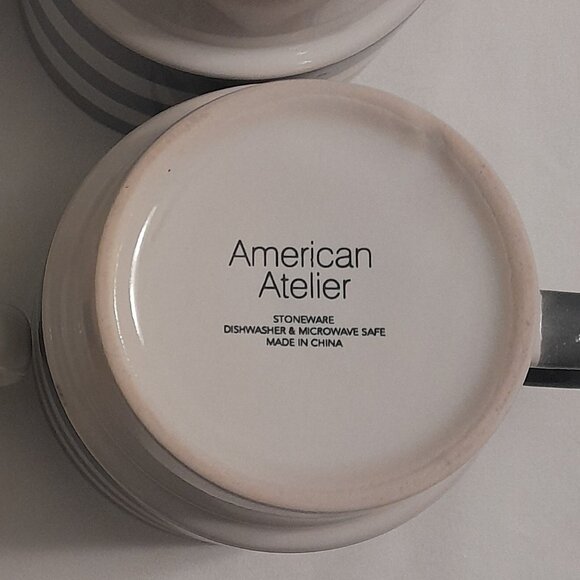 American
Atelier
STONEWARE
DISHWASHER & MICROWAVE SAFE
MADE IN CHINA